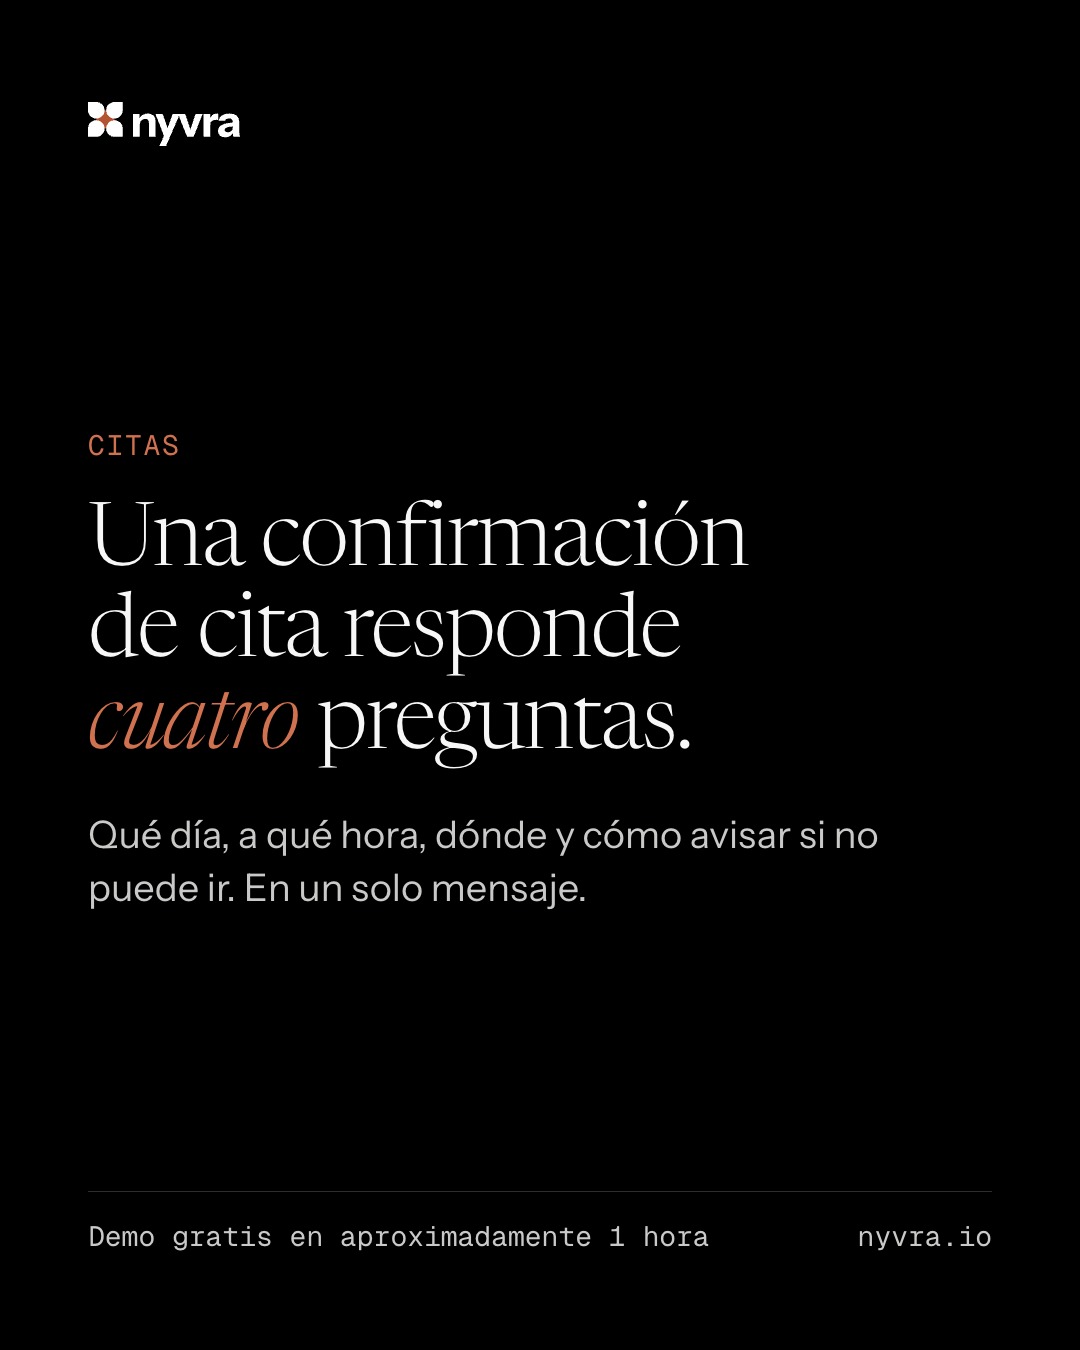 nyvra
CITAS
Una confirmación
de cita responde
cuatro preguntas.
Qué día, a qué hora, dónde y cómo avisar si no
puede ir. En un solo mensaje.
Demo gratis en aproximadamente 1 hora
nyvra.io